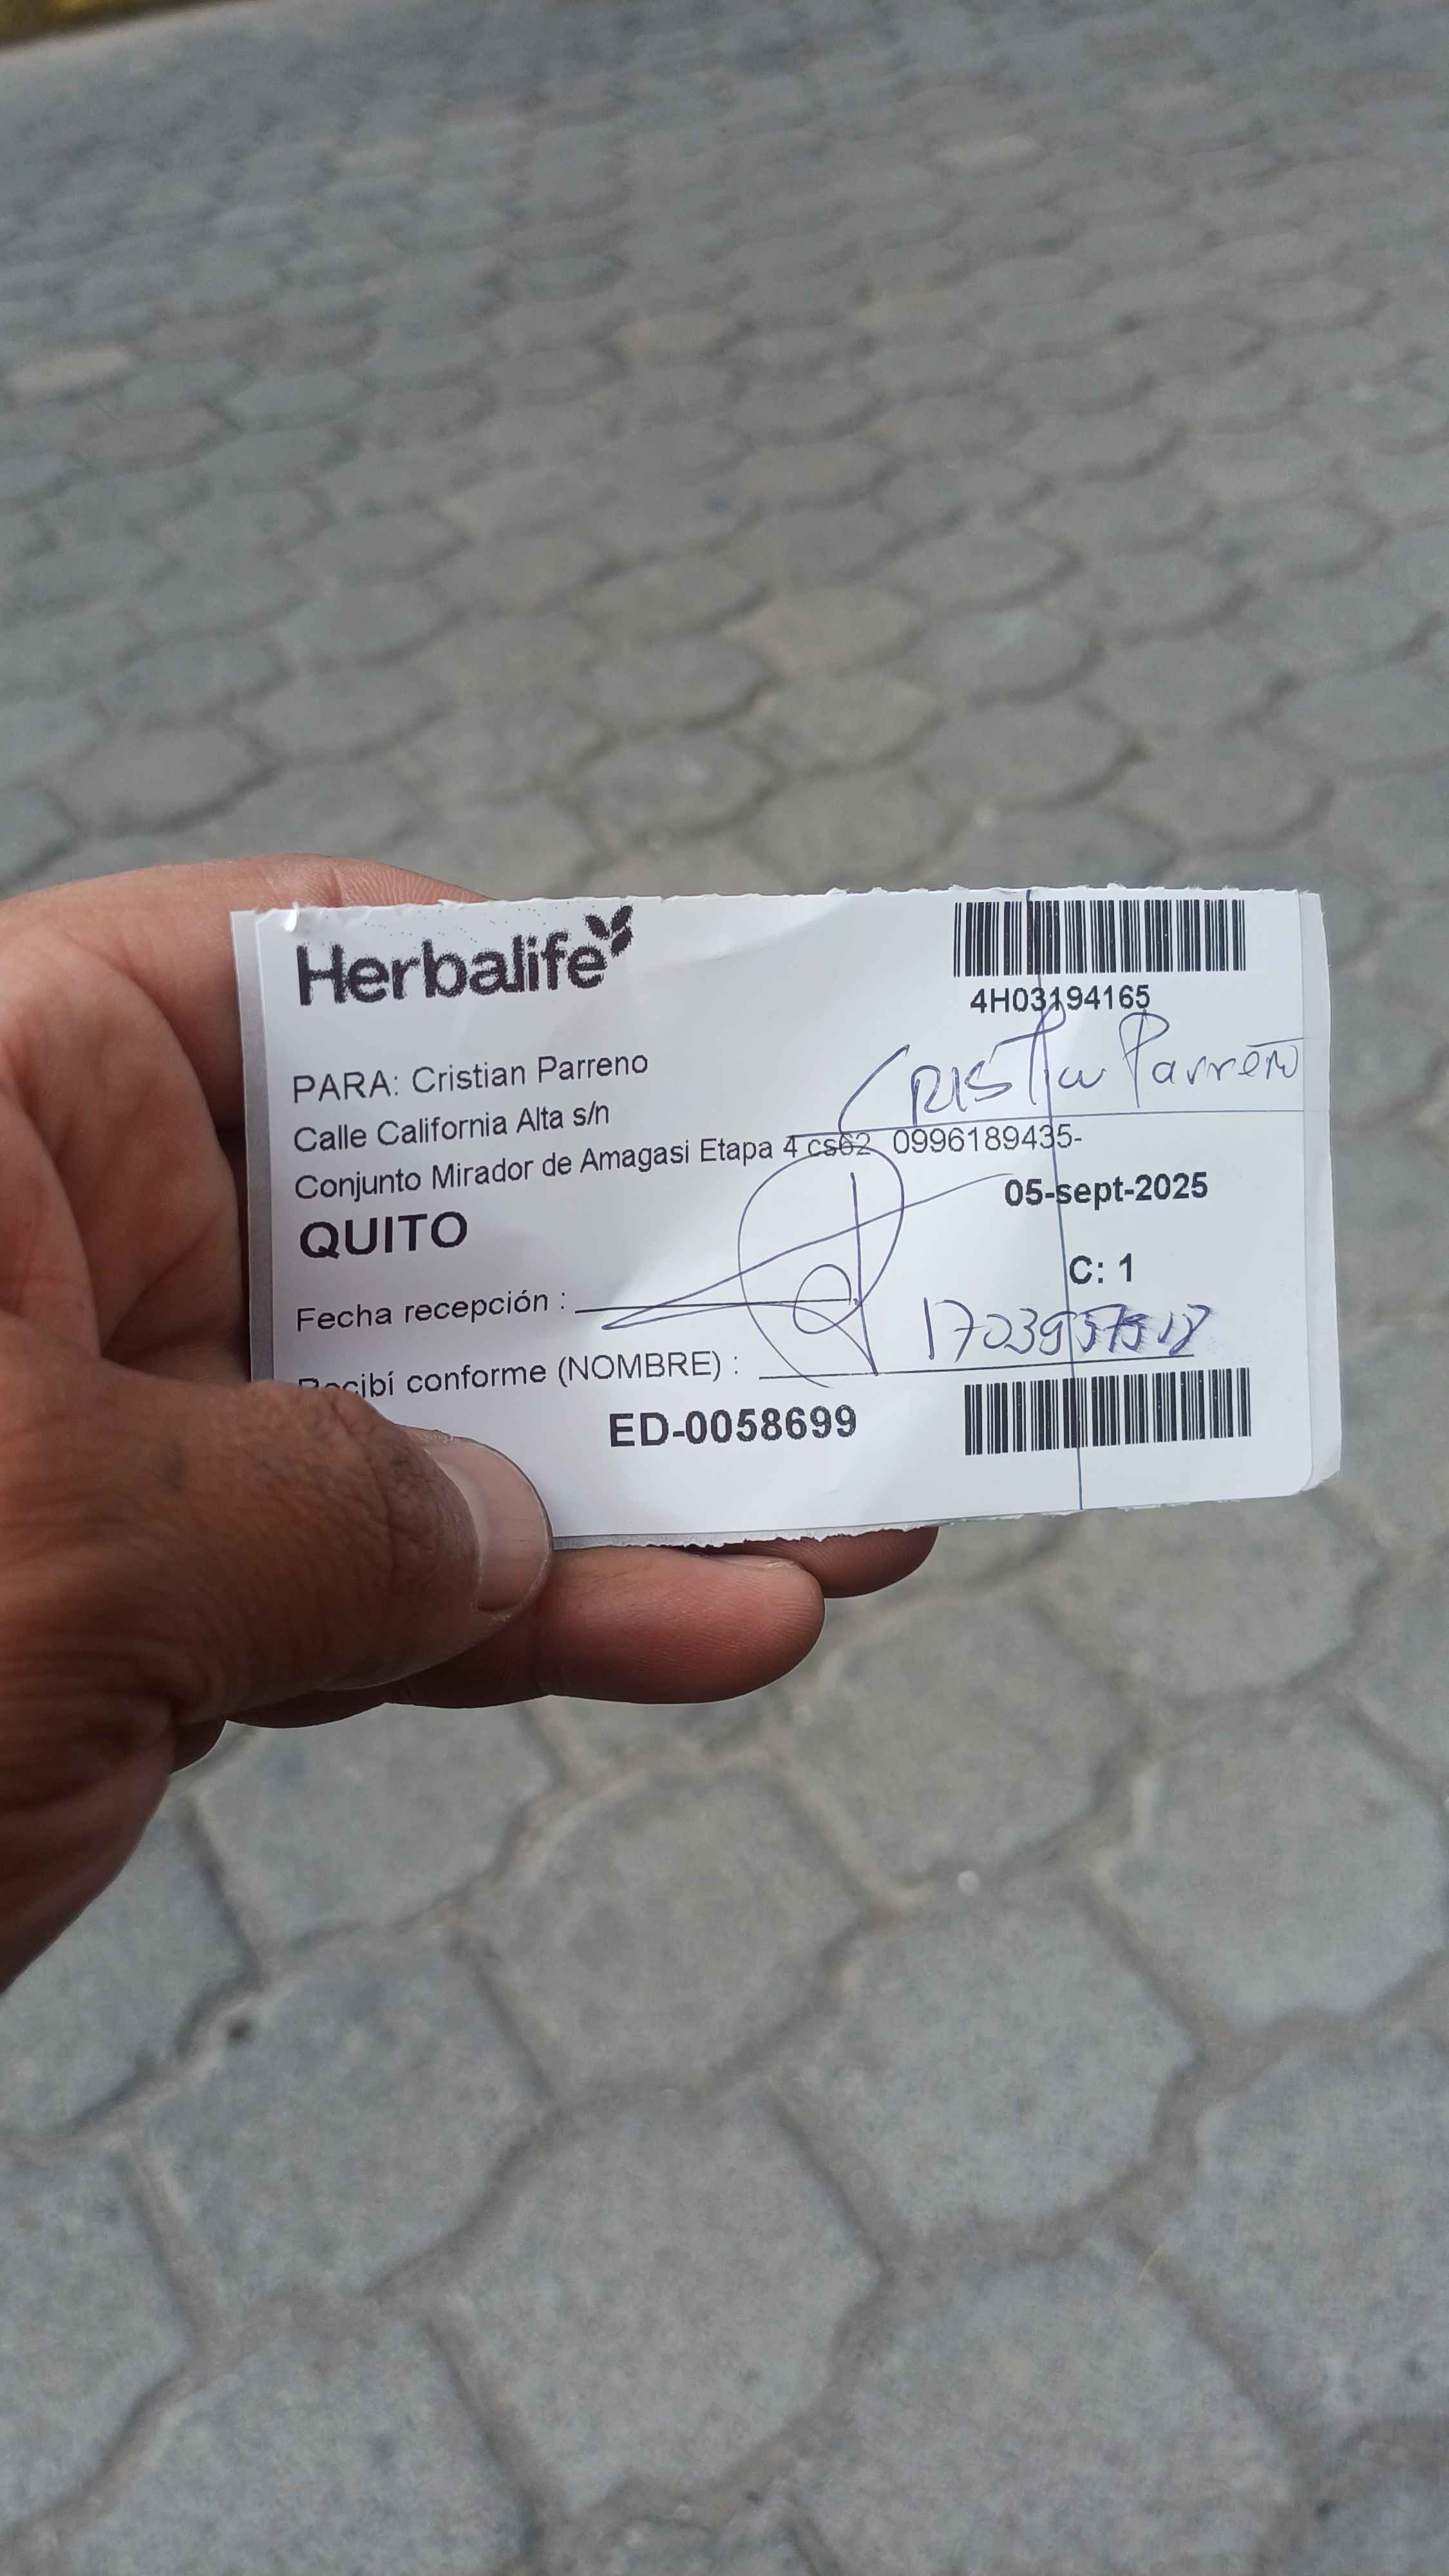 Herbalife
4H03194165
Cristian Parreño
PARA: Cristian Parreno
Calle California Alta s/n
Conjunto Mirador de Amagasi Etapa 4 cs62 0996189435-
05-sept-2025
QUITO
C: 1
Fecha recepción :
Recibí conforme (NOMBRE) :
ED-0058699